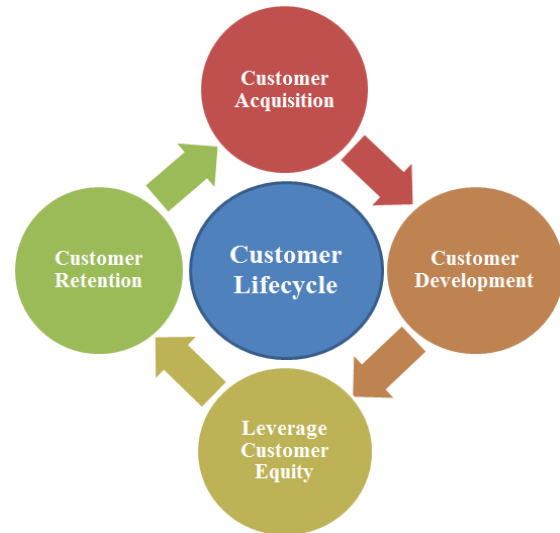 Customer
Acquisition
Customer
Development
Leverage
Customer
Equity
Customer
Retention
Customer
Lifecycle